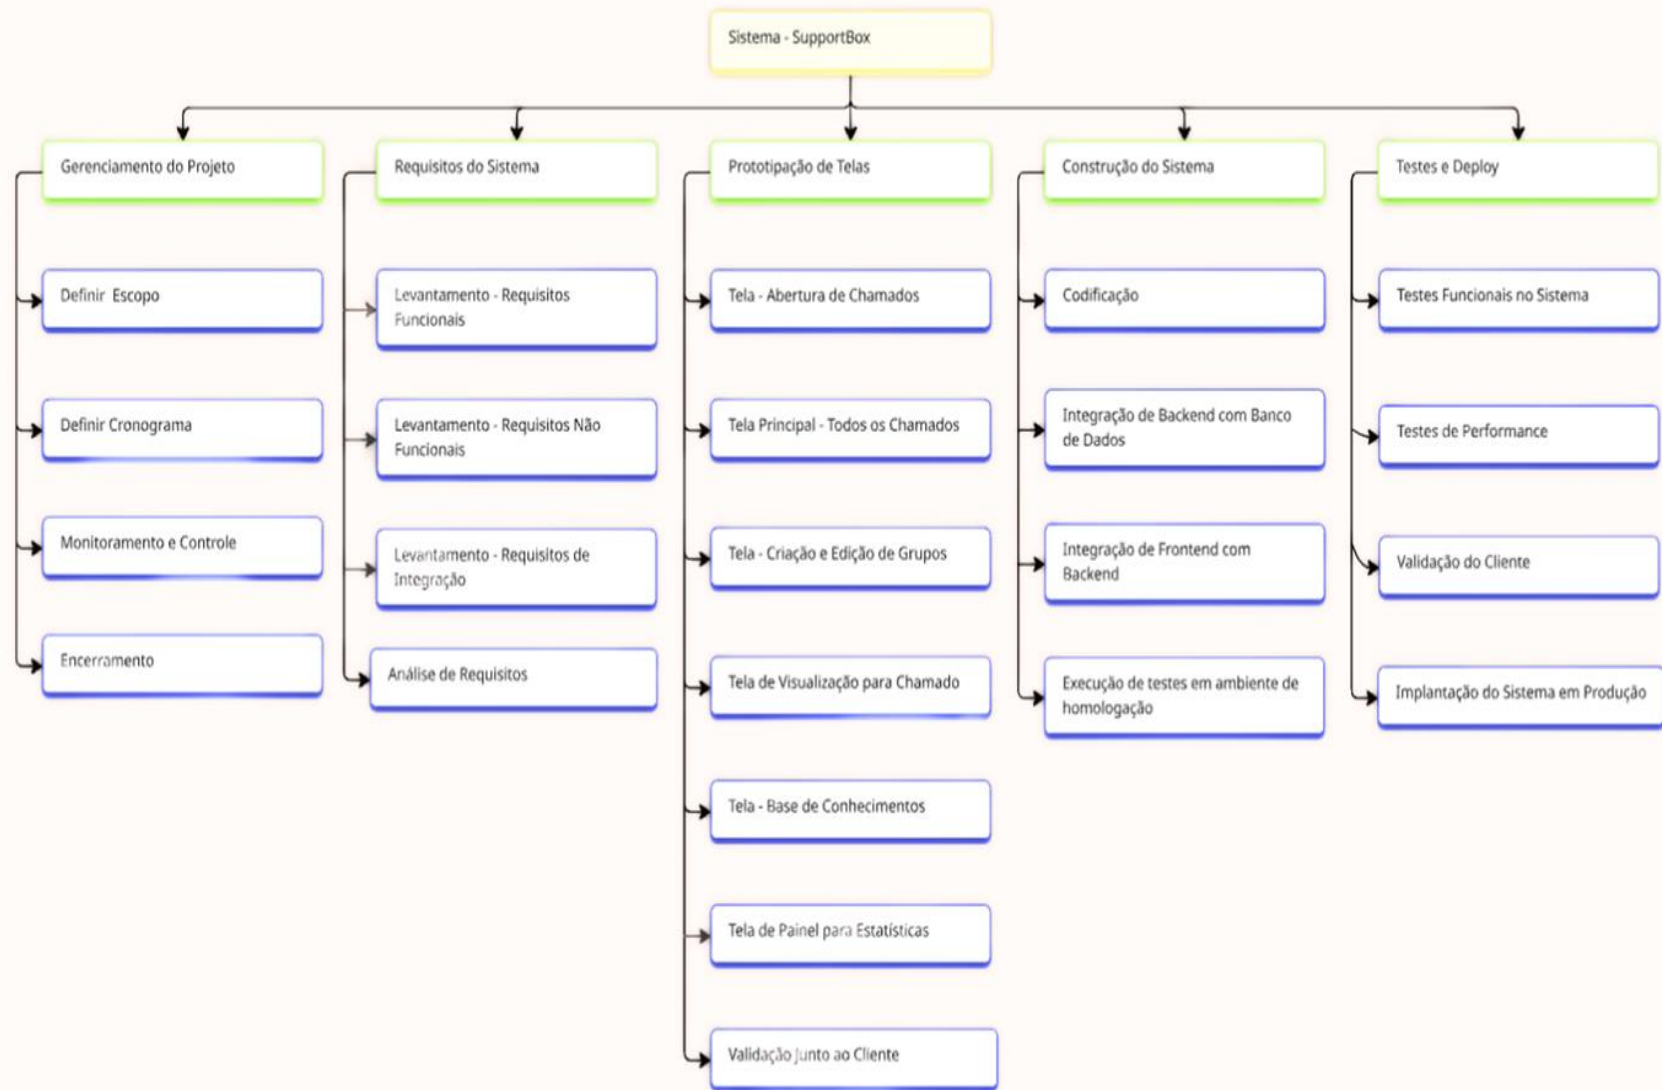 Sistema - SupportBox
Gerenciamento do Projeto
Definir Escopo
Definir Cronograma
Monitoramento e Controle
Encerramento
Requisitos do Sistema
Levantamento - Requisitos
Funcionais
Levantamento - Requisitos Não
Funcionais
Levantamento - Requisitos de
Integração
Análise de Requisitos
Prototipação de Telas
Tela - Abertura de Chamados
Tela Principal - Todos os Chamados
Tela - Criação e Edição de Grupos
Tela de Visualização para Chamado
Tela - Base de Conhecimentos
Tela de Painel para Estatísticas
Validação Junto ao Cliente
Construção do Sistema
Codificação
Integração de Backend com Banco
de Dados
Integração de Frontend com
Backend
Execução de testes em ambiente de
homologação
Testes e Deploy
Testes Funcionais no Sistema
Testes de Performance
Validação do Cliente
Implantação do Sistema em Produção